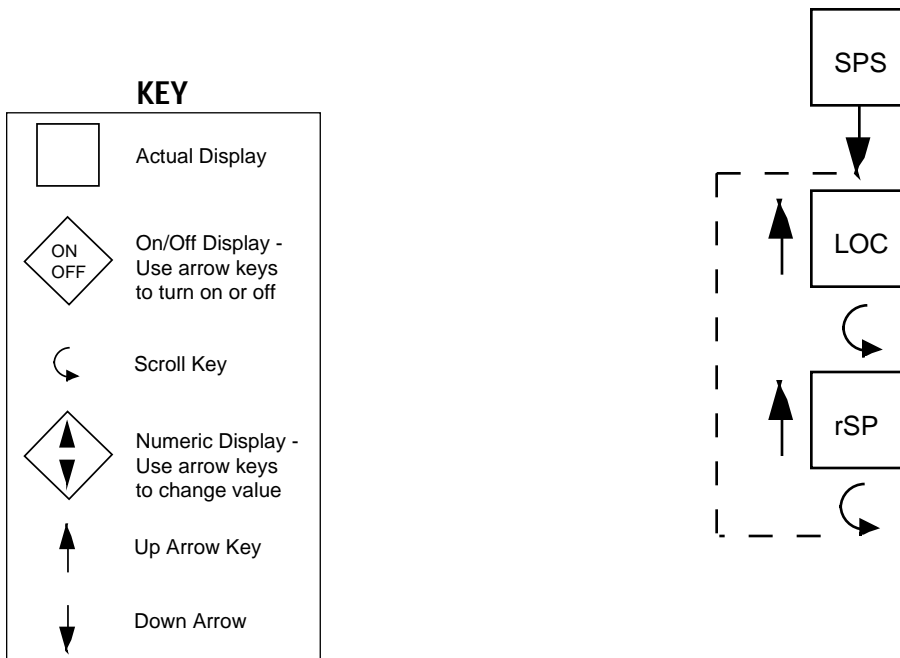 KEY
Actual Display
ON
OFF
On/Off Display -
Use arrow keys
to turn on or off
Scroll Key
Numeric Display -
Use arrow keys
to change value
Up Arrow Key
Down Arrow
SPS
LOC
rSP